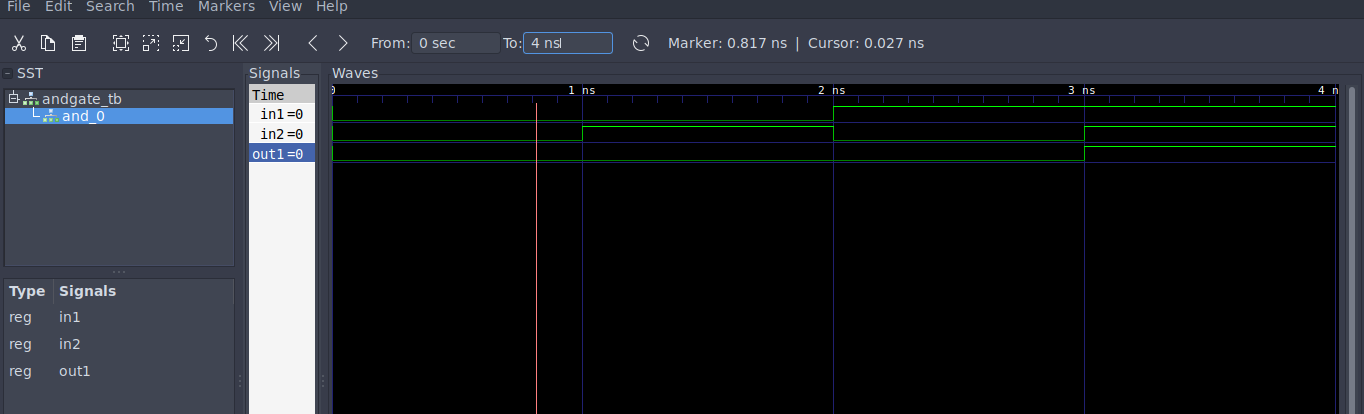 File Edit Search Time Markers View Help
From: 0 sec To: 4 ns Marker: 0.817 ns | Cursor: 0.027 ns
SST
andgate_tb
and_0
Type Signals
reg in1
reg in2
reg out1
Signals
Time
in1=0
in2=0
out1=0
Waves
0 1 ns 2 ns 3 ns 4 n